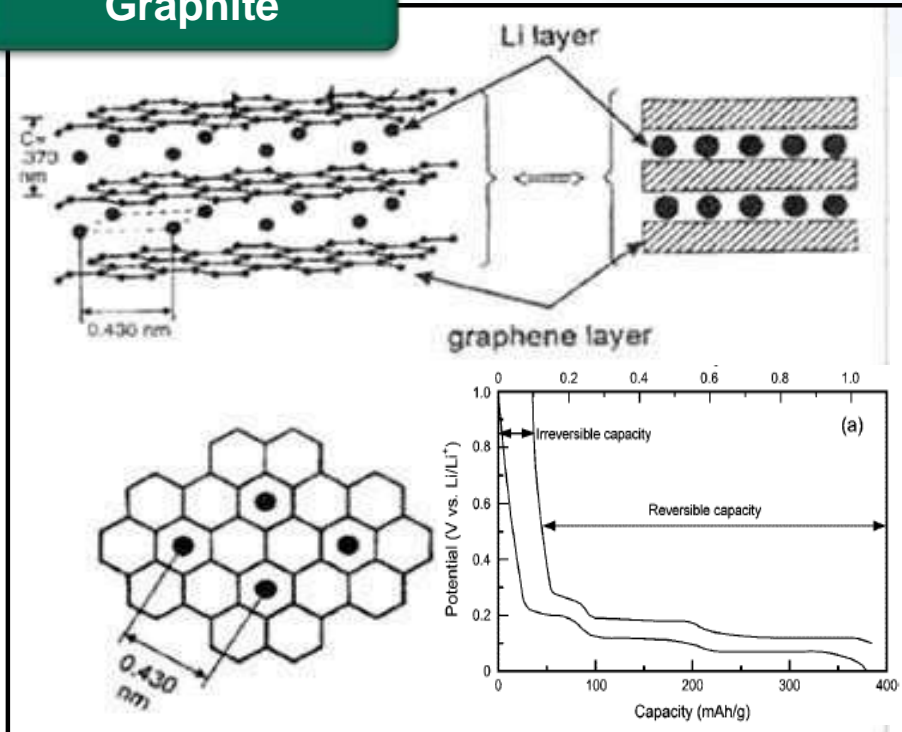 Graphite
Li layer
C=
.370
nm
0.430 nm
graphene layer
0.430
nm
0 0.2 0.4 0.6 0.8 1.0
1.0
0.8
0.6
0.4
0.2
0
Potential (V vs. Li/Li+)
(a)
Irreversible capacity
Reversible capacity
0 100 200 300 400
Capacity (mAh/g)